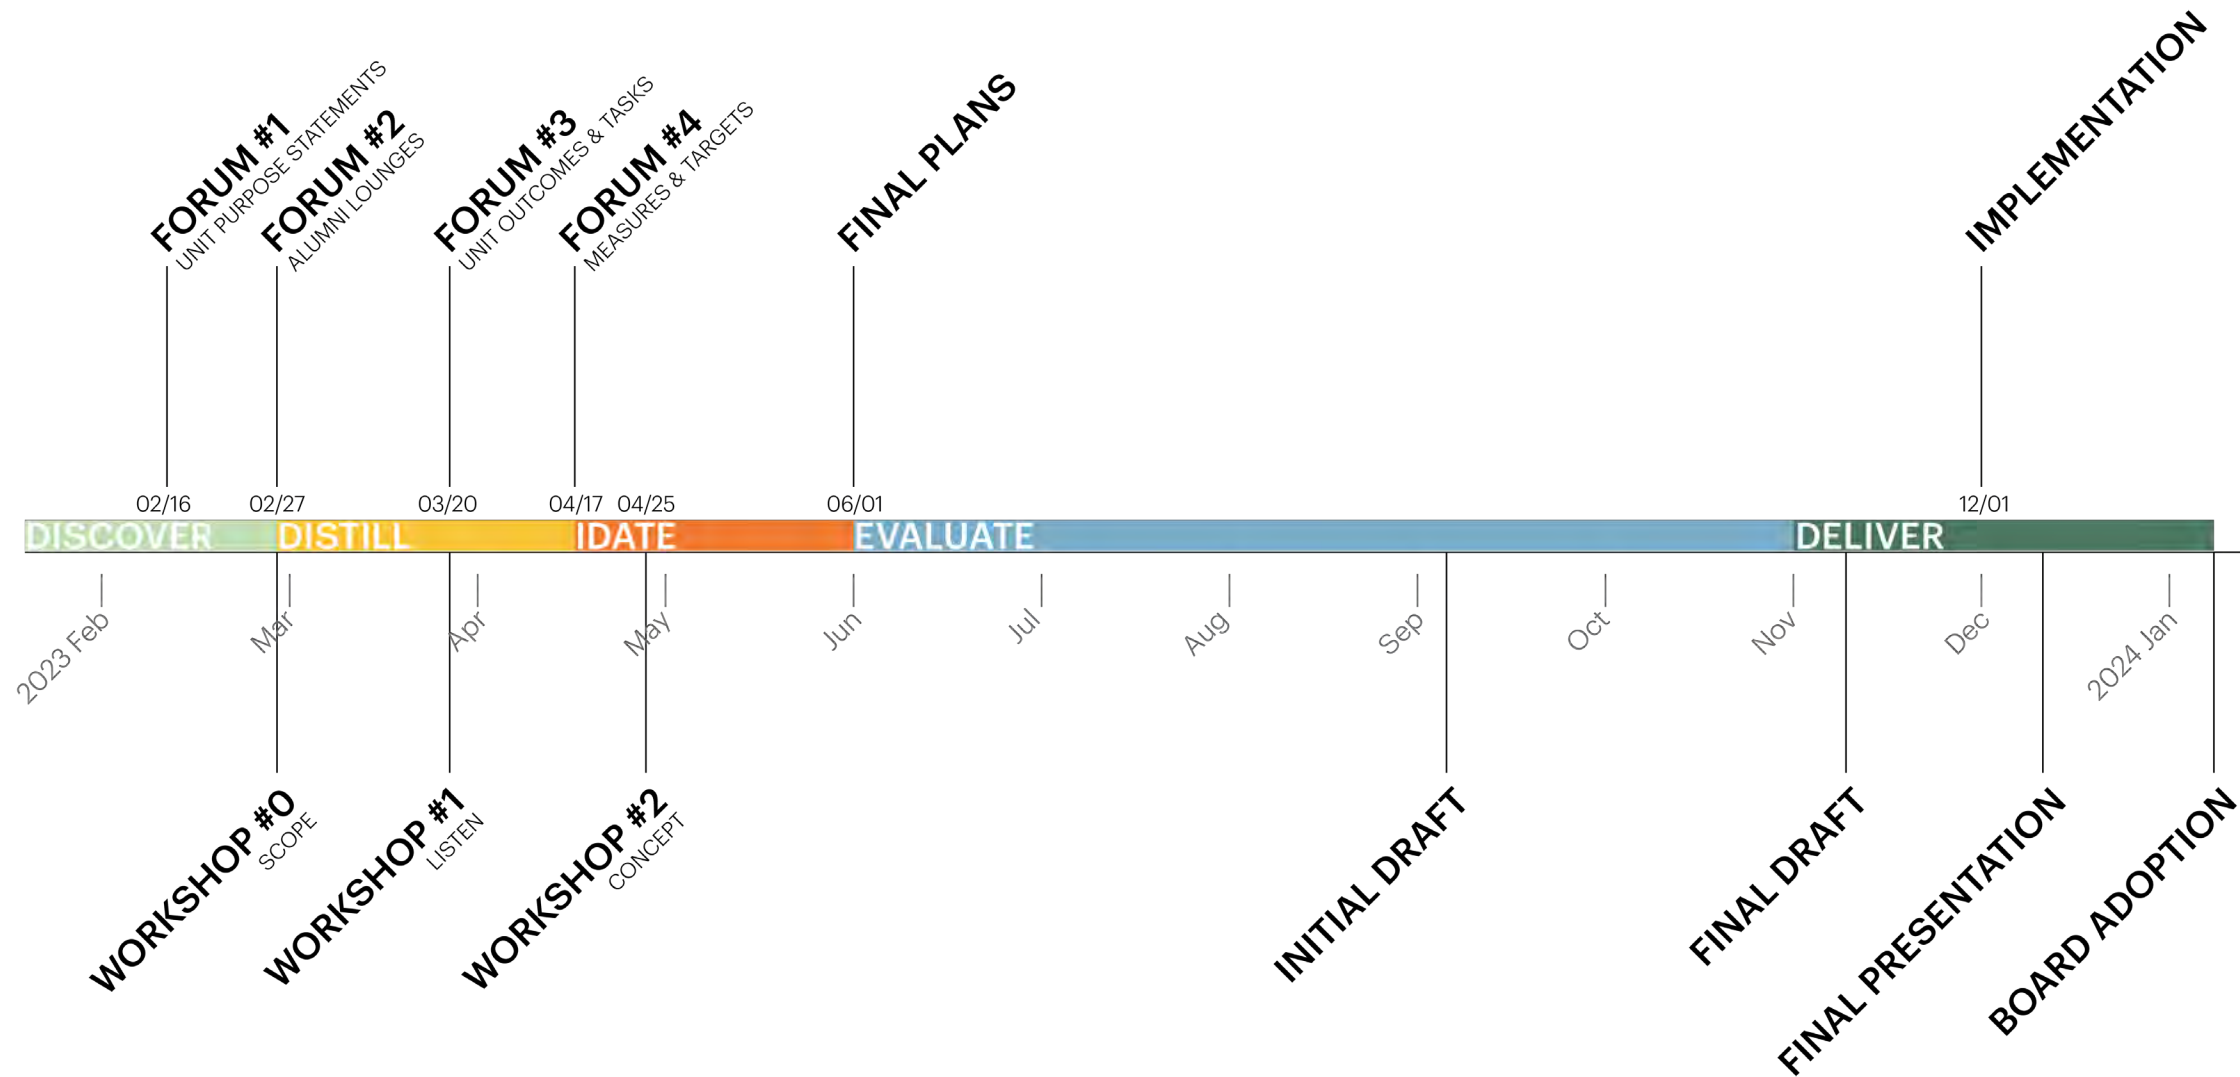 FORUM #1
UNIT PURPOSE STATEMENTS
FORUM #2
ALUMNI LOUNGES
FORUM #3
UNIT OUTCOMES & TASKS
FORUM #4
MEASURES & TARGETS
FINAL PLANS
IMPLEMENTATION
02/16
02/27
03/20
04/17
04/25
06/01
12/01
DISCOVER
DISTILL
IDATE
EVALUATE
DELIVER
2023 Feb
Mar
Apr
May
Jun
Jul
Aug
Sep
Oct
Nov
Dec
2024 Jan
WORKSHOP #0
SCOPE
WORKSHOP #1
LISTEN
WORKSHOP #2
CONCEPT
INITIAL DRAFT
FINAL DRAFT
FINAL PRESENTATION
BOARD ADOPTION